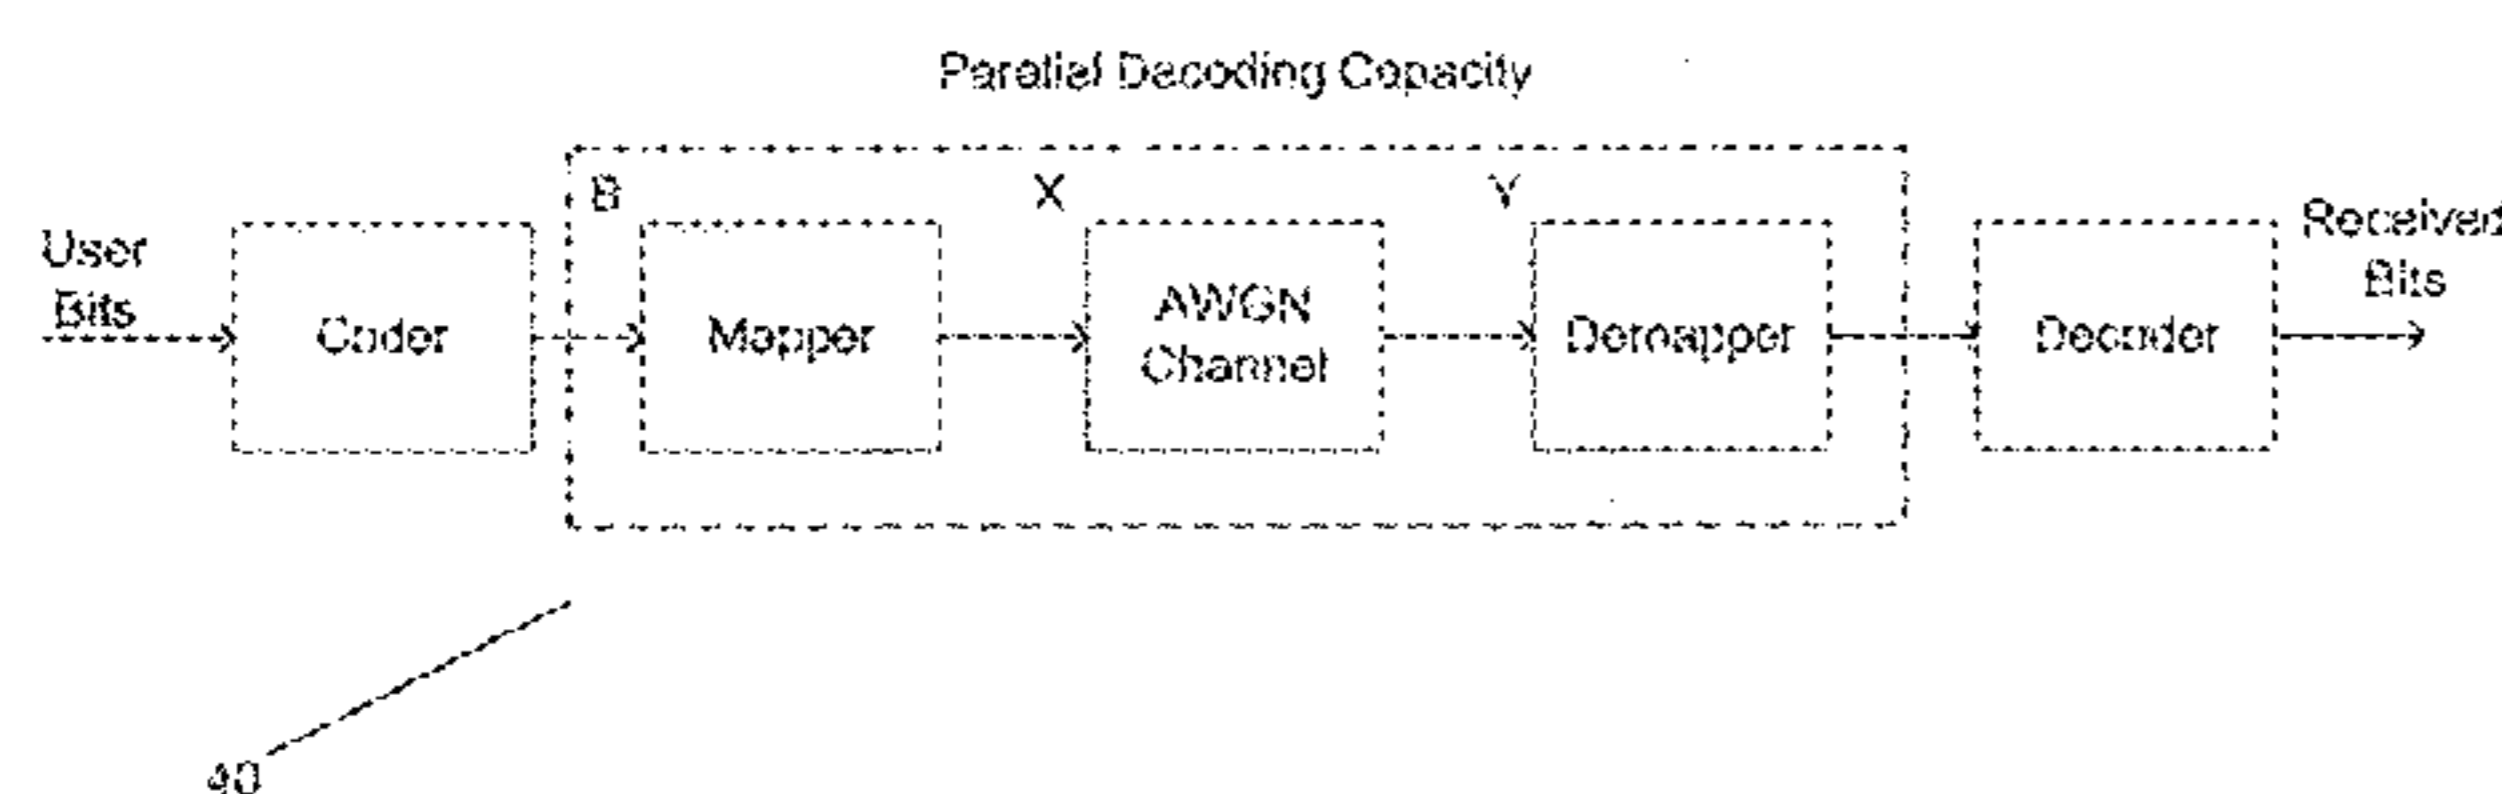 Parallel Decoding Capacity
B
X
Y
User
Bits
Coder
Mapper
AWGN
Channel
Demapper
Decoder
Received
Bits
40